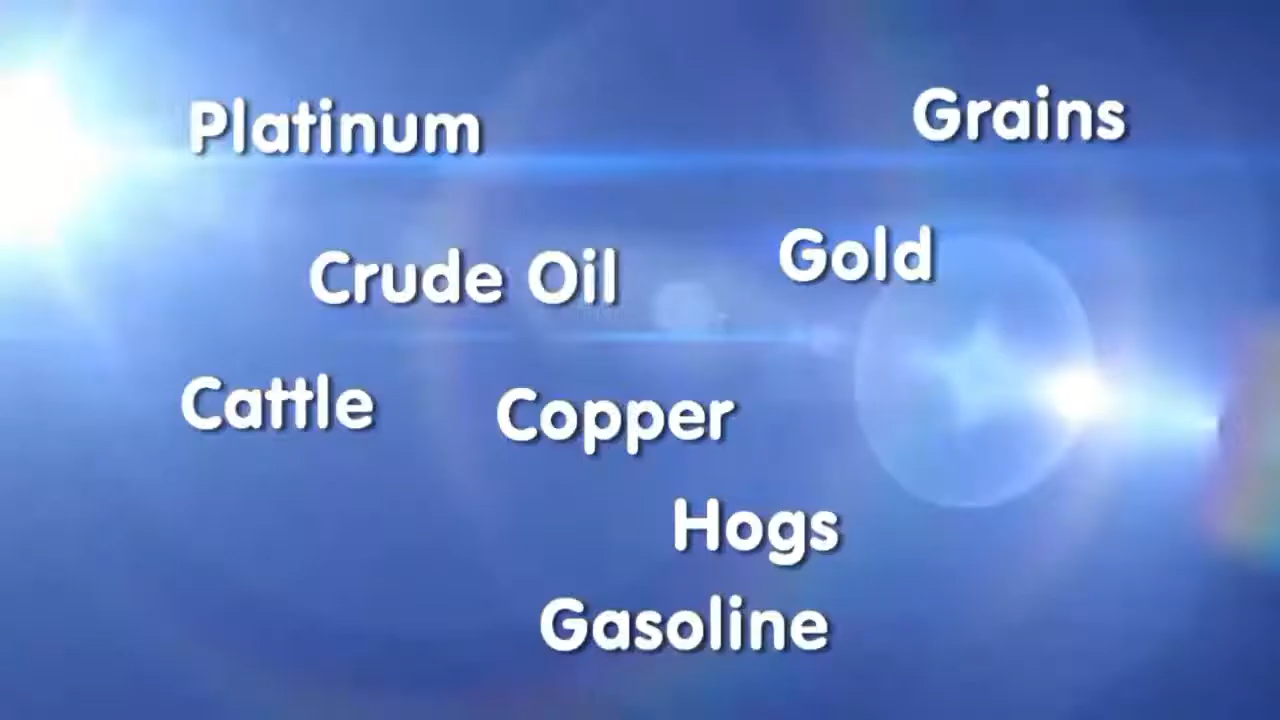 Platinum
Grains
Crude Oil
Gold
Cattle
Copper
Hogs
Gasoline